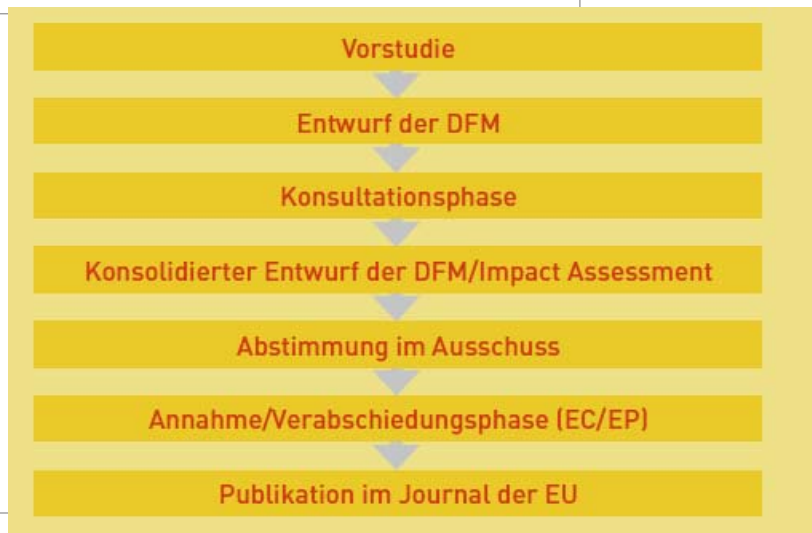 Vorstudie
Entwurf der DFM
Konsultationsphase
Konsolidierter Entwurf der DFM/Impact Assessment
Abstimmung im Ausschuss
Annahme/Verabschiedungsphase (EC/EP)
Publikation im Journal der EU